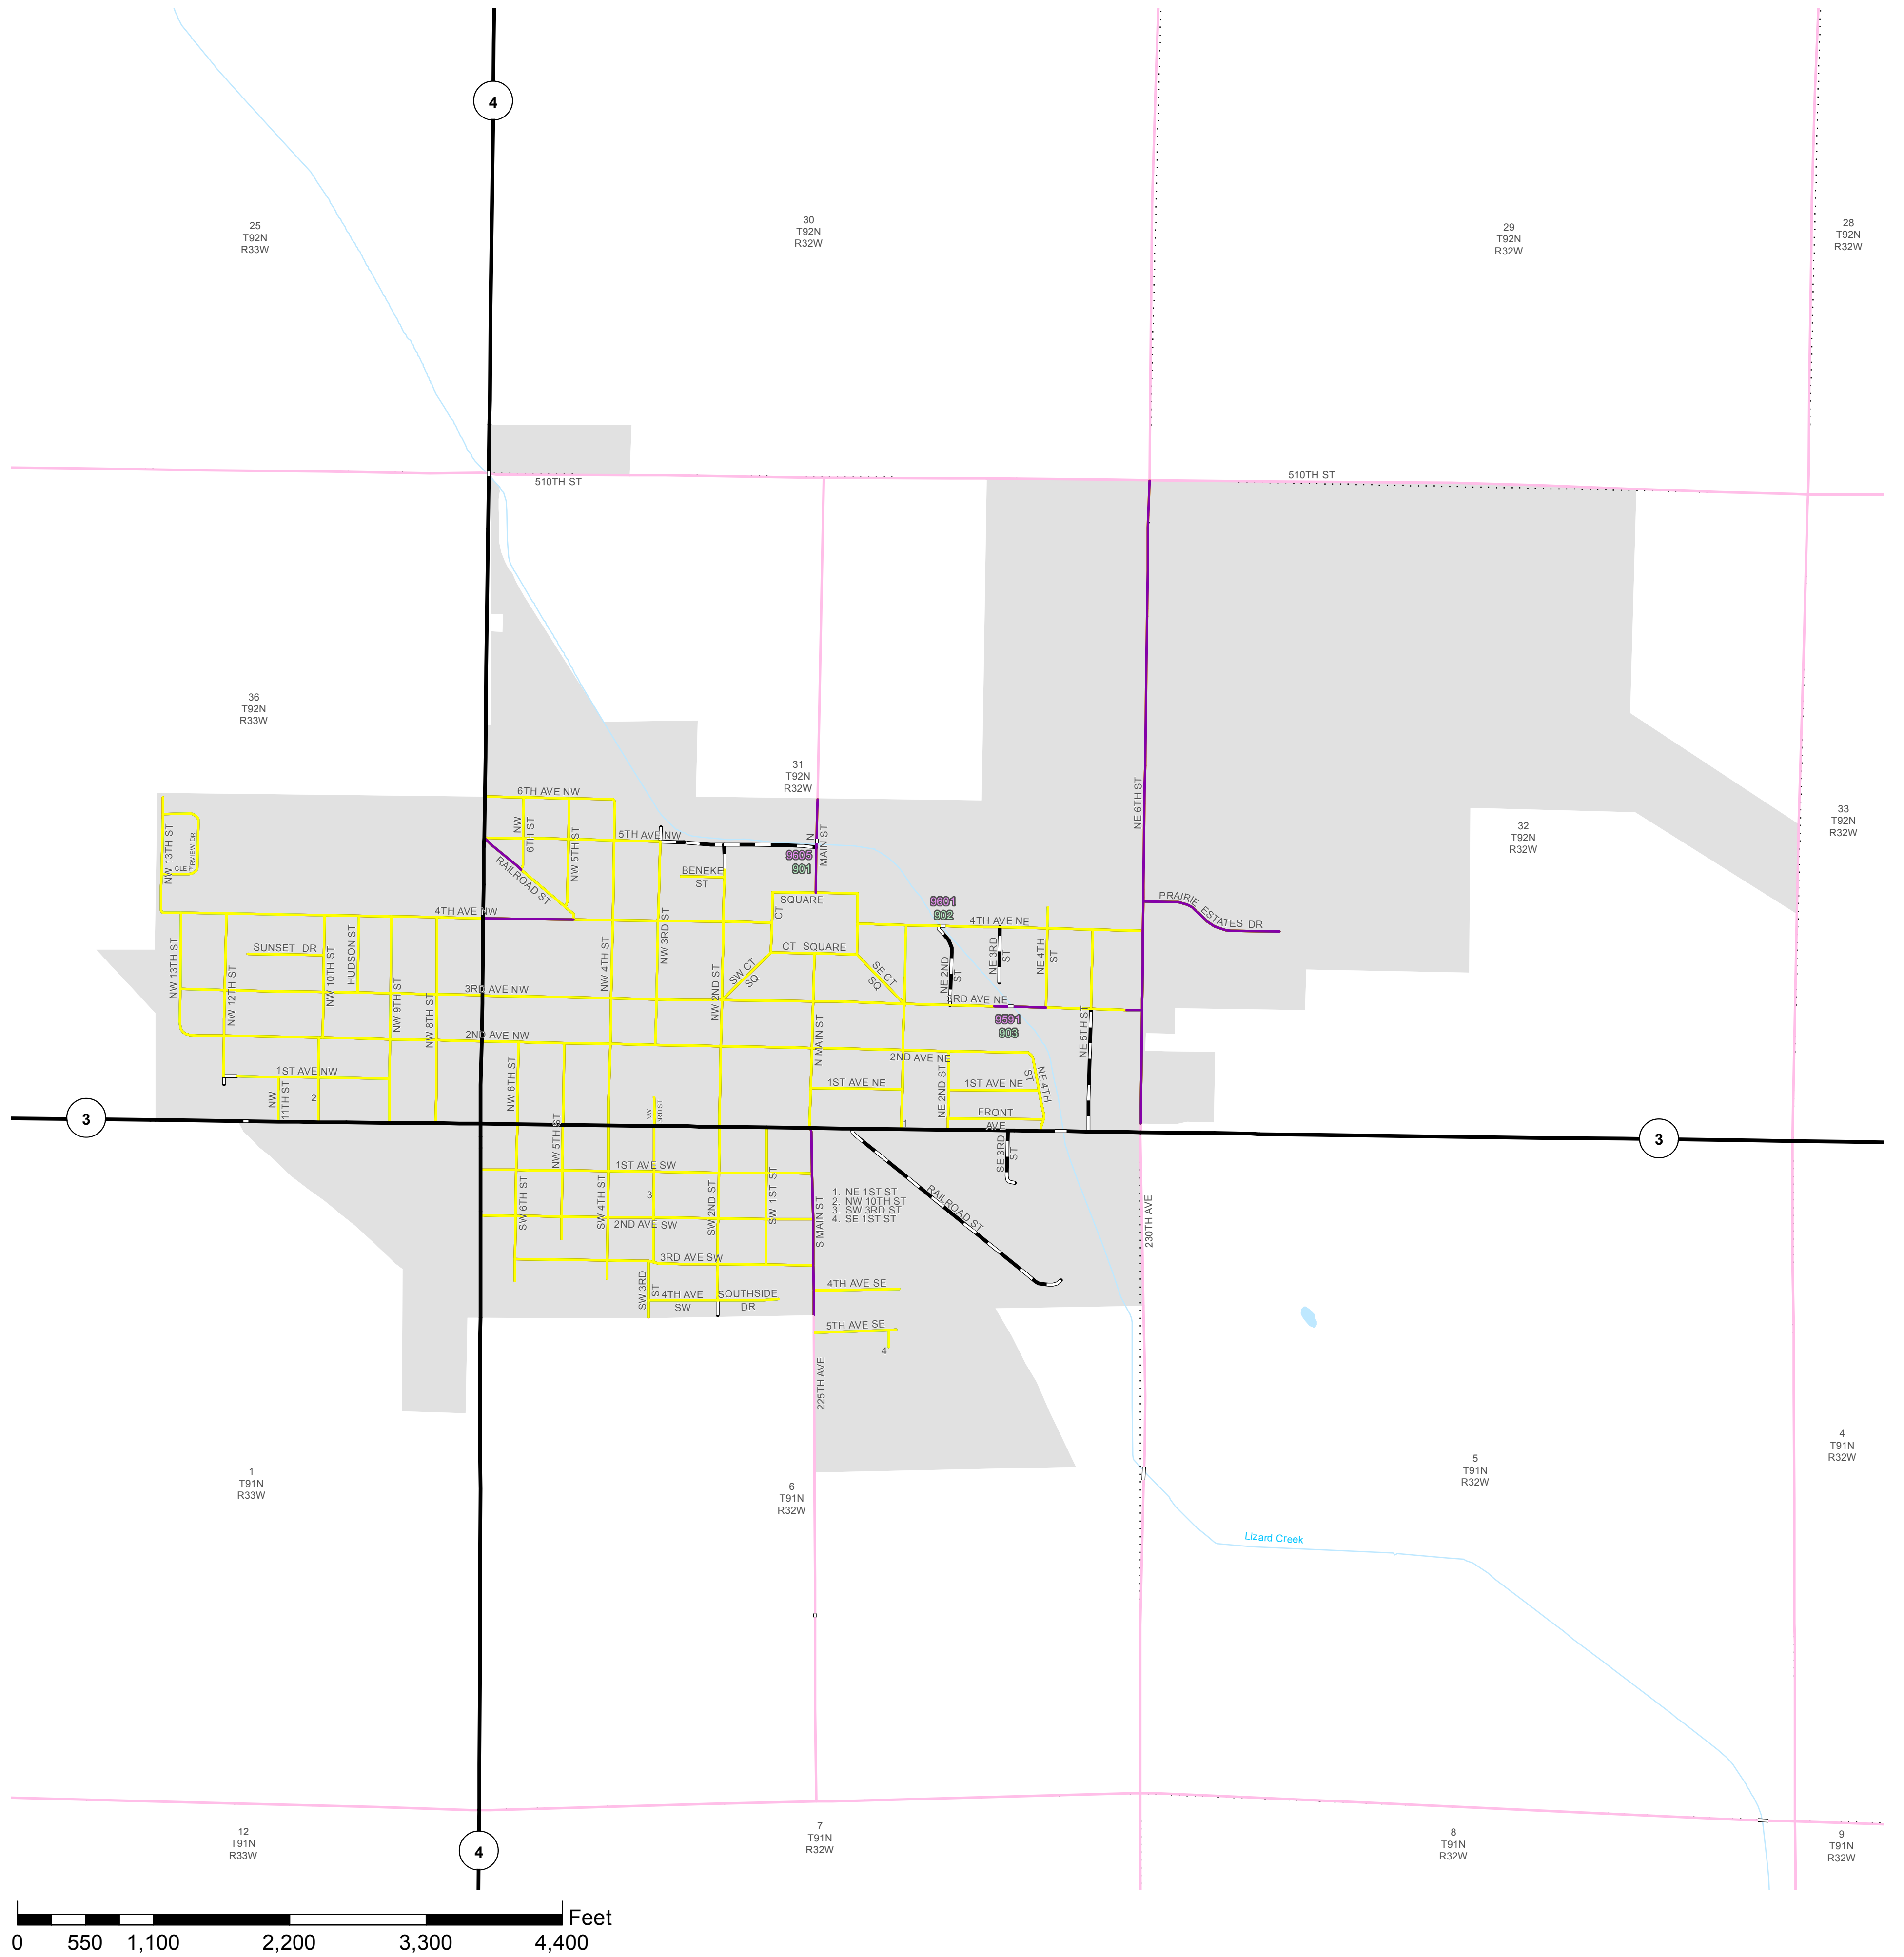 4
25
T92N
R33W
30
T92N
R32W
29
T92N
R32W
28
T92N
R32W
510TH ST
510TH ST
36
T92N
R33W
31
T92N
R32W
32
T92N
R32W
33
T92N
R32W
NE 6TH ST
6TH AVE NW
NW
6TH ST
NW 5TH ST
5TH AVE NW
N
MAIN ST
9605
901
RAILROAD ST
BENEKE
ST
NW 13TH ST
RVIEW DR
CLE
SQUARE
CT
9601
902
4TH AVE NW
4TH AVE NE
PRAIRIE ESTATES DR
NW 3RD ST
NW 4TH ST
SUNSET DR
HUDSON ST
NW 10TH ST
NW 13TH ST
NW 12TH ST
NW 9TH ST
NW 8TH ST
CT SQUARE
SW CT
SQ
SE CT
SQ
NE 2ND
ST
NE 3RD
ST
NE 4TH
ST
NW 2ND ST
3RD AVE NW
3RD AVE NE
9591
903
2ND AVE NW
N MAIN ST
2ND AVE NE
NE 5TH ST
1ST AVE NW
NW
11TH ST
2
NW 6TH ST
NW 5TH ST
NW
3RD ST
1ST AVE NE
NE 2ND ST
1ST AVE NE
NE 4TH
ST
FRONT
AVE
1
3
3
SE 3RD
ST
1ST AVE SW
SW 6TH ST
SW 4TH ST
3
SW 2ND ST
SW 1ST ST
S MAIN ST
1. NE 1ST ST
2. NW 10TH ST
3. SW 3RD ST
4. SE 1ST ST
RAILROAD ST
230TH AVE
2ND AVE SW
3RD AVE SW
SW 3RD
ST
4TH AVE
SW
SOUTHSIDE
DR
4TH AVE SE
5TH AVE SE
4
225TH AVE
1
T91N
R33W
6
T91N
R32W
5
T91N
R32W
4
T91N
R32W
Lizard Creek
12
T91N
R33W
4
7
T91N
R32W
8
T91N
R32W
9
T91N
R32W
Feet
0 550 1,100 2,200 3,300 4,400